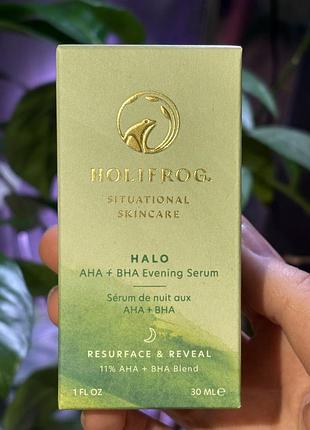 HOLIFROG®
SITUATIONAL
SKINCARE
HALO
AHA + BHA Evening Serum
Sérum de nuit aux
AHA + BHA
RESURFACE & REVEAL
11% AHA + BHA Blend
1 FL OZ 30 ML ℮